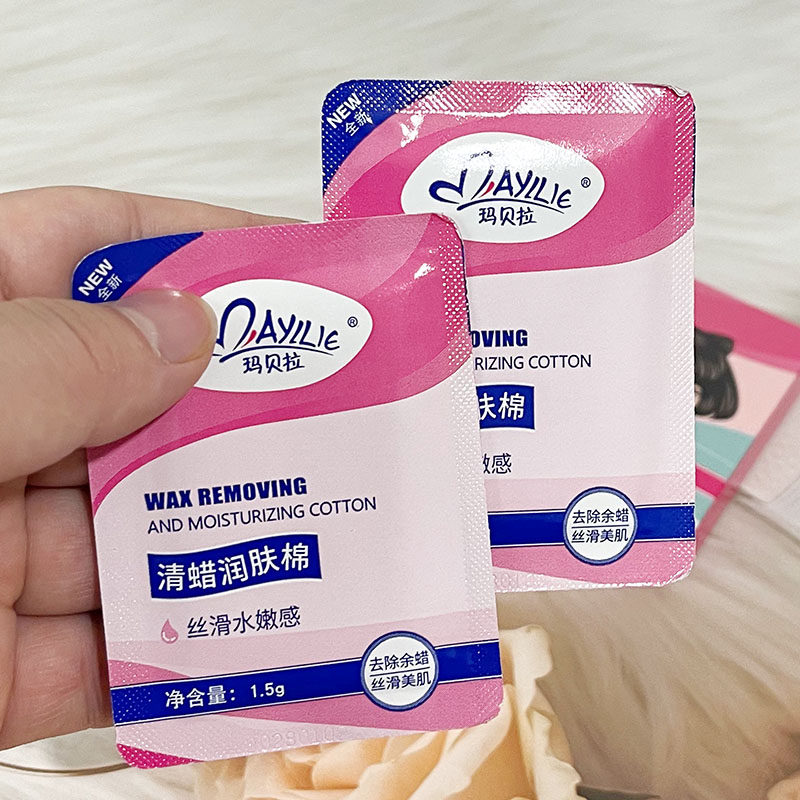 NEW
全新
MAYILIE®
玛贝拉
WAX REMOVING
AND MOISTURIZING COTTON
清蜡润肤棉
丝滑水嫩感
净含量：1.5g
去除余蜡
丝滑美肌
NEW
全新
MAYILIE®
玛贝拉
OVING
RIZING COTTON
肤棉
嫩感
去除余蜡
丝滑美肌